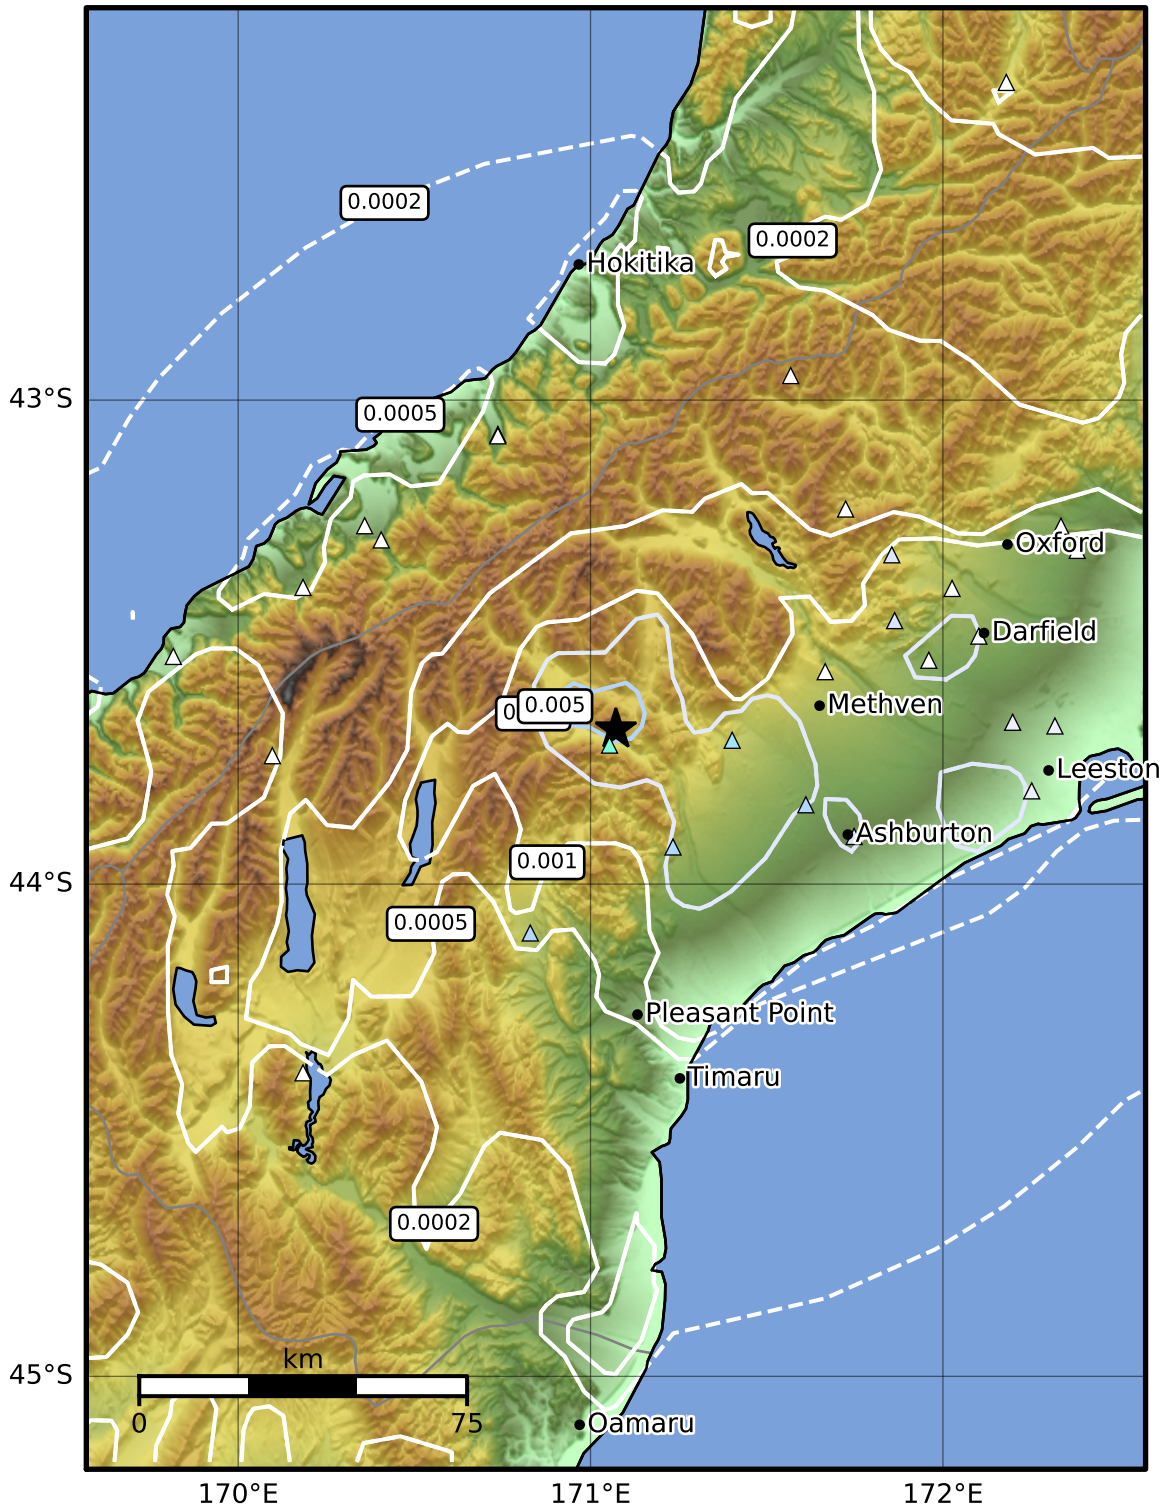 0.0002
0.0002
Hokitika
43°S
0.0005
Oxford
Darfield
0.005
Methven
Leeston
Ashburton
0.001
44°S
0.0005
Pleasant Point
Timaru
0.0002
km
45°S
0 75
Oamaru
170°E 171°E 172°E